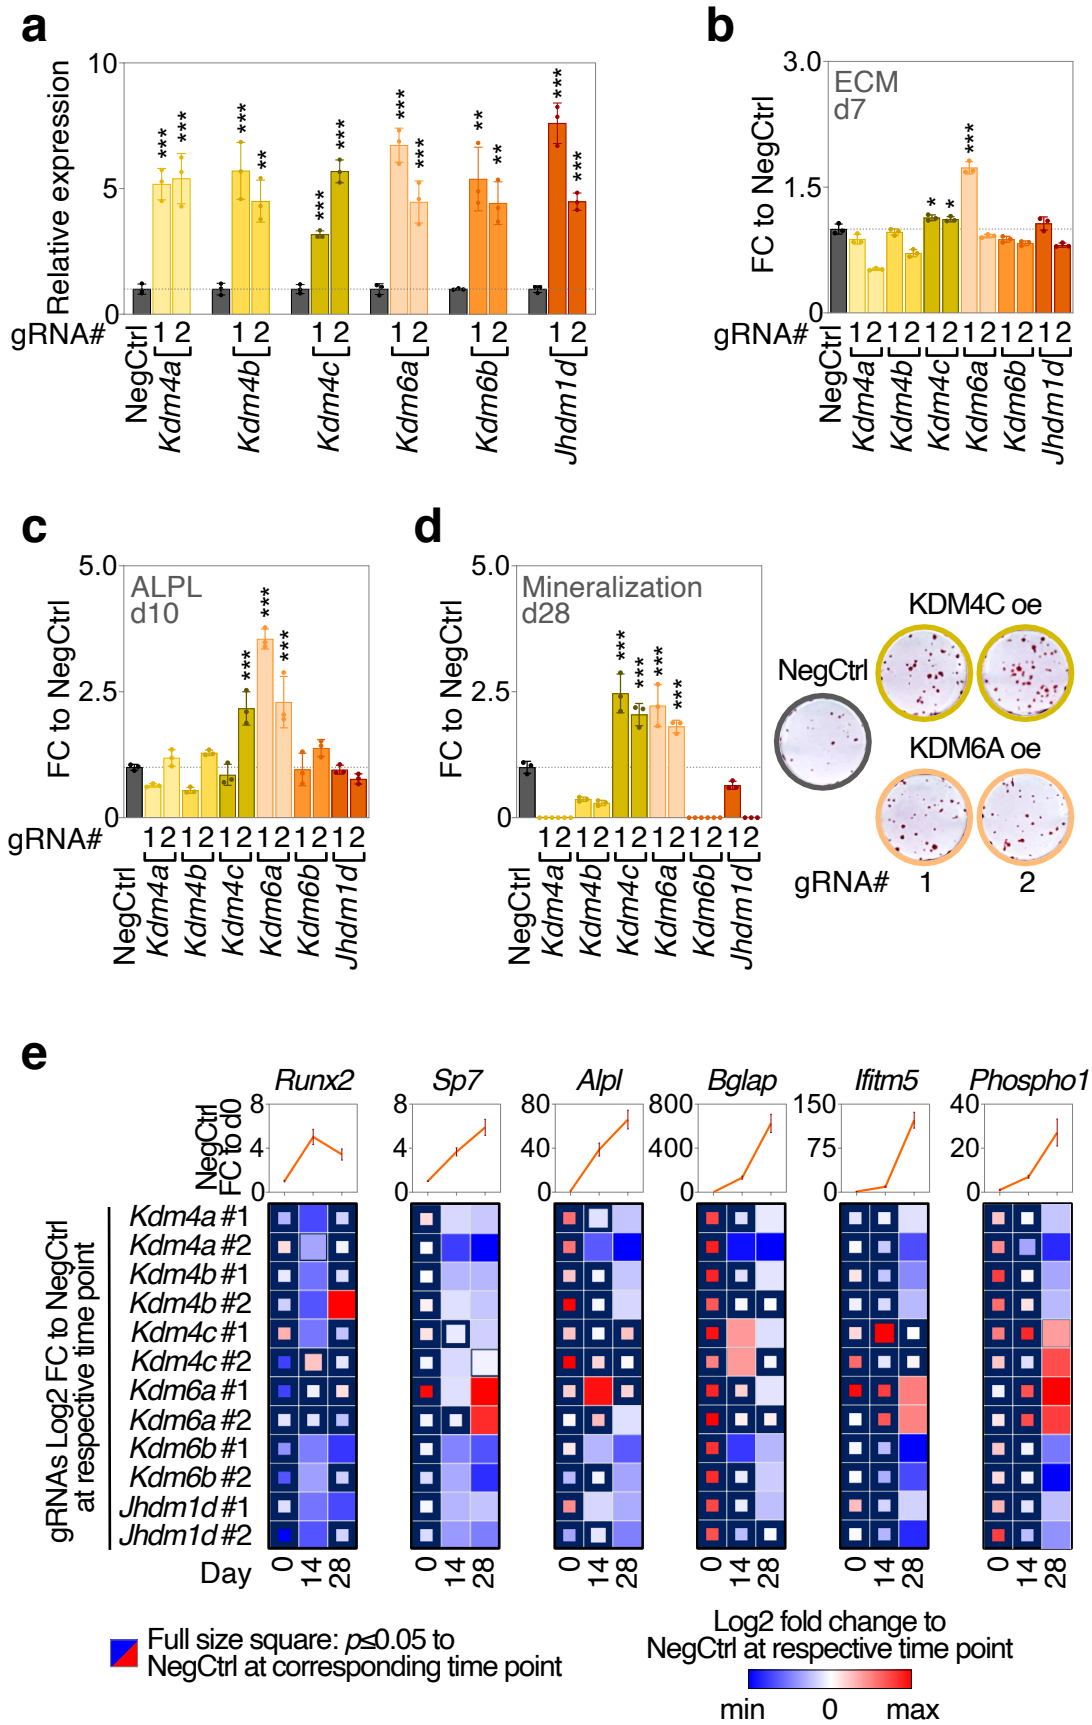 a
Relative expression
10
5
0
*** *** *** ** *** *** *** *** ** ** *** ***
gRNA# 1 2 1 2 1 2 1 2 1 2 1 2
NegCtrl Kdm4a Kdm4b Kdm4c Kdm6a Kdm6b Jhdm1d
b
FC to NegCtrl
3.0
1.5
0
ECM
d7
* * ***
gRNA# 12 12 12 12 12 12
NegCtrl Kdm4a Kdm4b Kdm4c Kdm6a Kdm6b Jhdm1d
c
FC to NegCtrl
5.0
2.5
0
ALPL
d10
*** *** ***
gRNA# 12 12 12 12 12 12
NegCtrl Kdm4a Kdm4b Kdm4c Kdm6a Kdm6b Jhdm1d
d
FC to NegCtrl
5.0
2.5
0
Mineralization
d28
*** *** *** ***
12 12 12 12 12 12
NegCtrl Kdm4a Kdm4b Kdm4c Kdm6a Kdm6b Jhdm1d
KDM4C oe
NegCtrl
KDM6A oe
gRNA# 1 2
e
Runx2 Sp7 Alpl Bglap Ifitm5 Phospho1
NegCtrl
FC to d0
8 8 8 800 150 40
4 4 4 400 75 20
0 0 0 0 0 0
gRNAs Log2 FC to NegCtrl
at respective time point
Kdm4a #1
Kdm4a #2
Kdm4b #1
Kdm4b #2
Kdm4c #1
Kdm4c #2
Kdm6a #1
Kdm6a #2
Kdm6b #1
Kdm6b #2
Jhdm1d #1
Jhdm1d #2
Day 0 14 28 0 14 28 0 14 28 0 14 28 0 14 28 0 14 28
Full size square: p≤0.05 to
NegCtrl at corresponding time point
Log2 fold change to
NegCtrl at respective time point
min 0 max